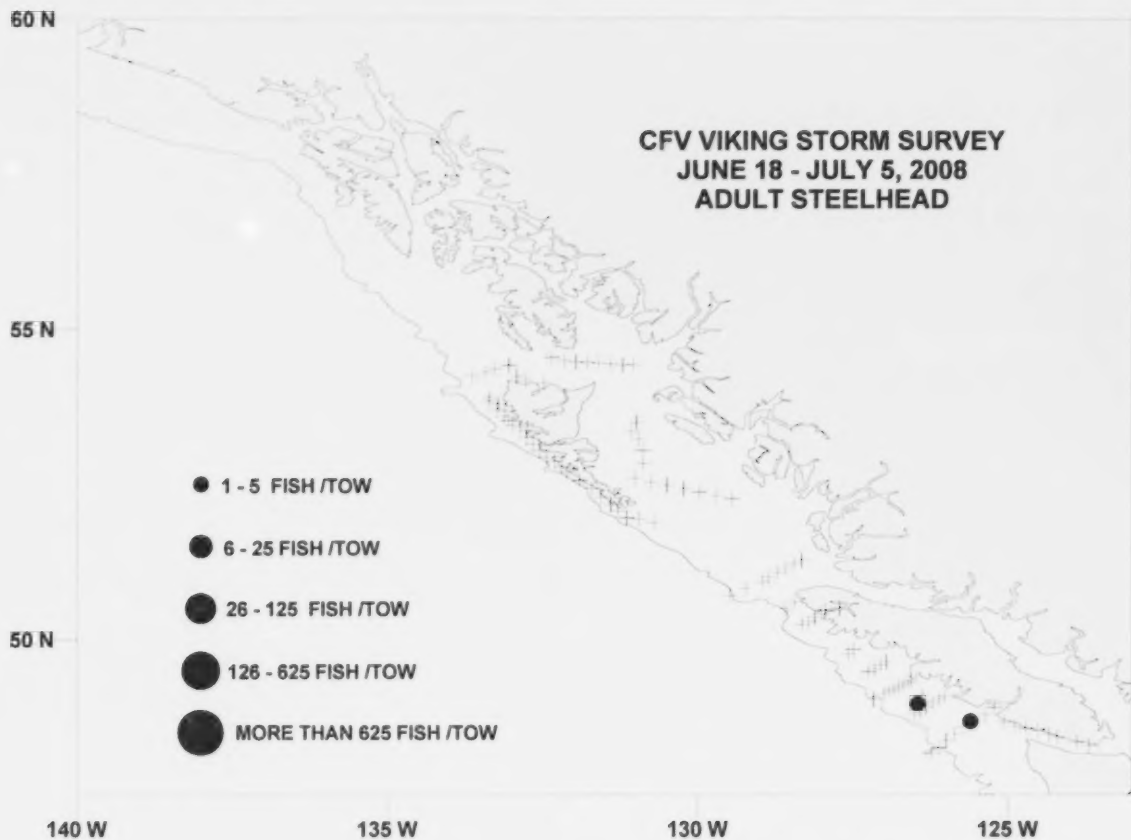 60 N
CFV VIKING STORM SURVEY
JUNE 18 - JULY 5, 2008
ADULT STEELHEAD
55 N
1 - 5 FISH /TOW
6 - 25 FISH /TOW
26 - 125 FISH /TOW
50 N
126 - 625 FISH /TOW
MORE THAN 625 FISH /TOW
140 W
135 W
130 W
125 W